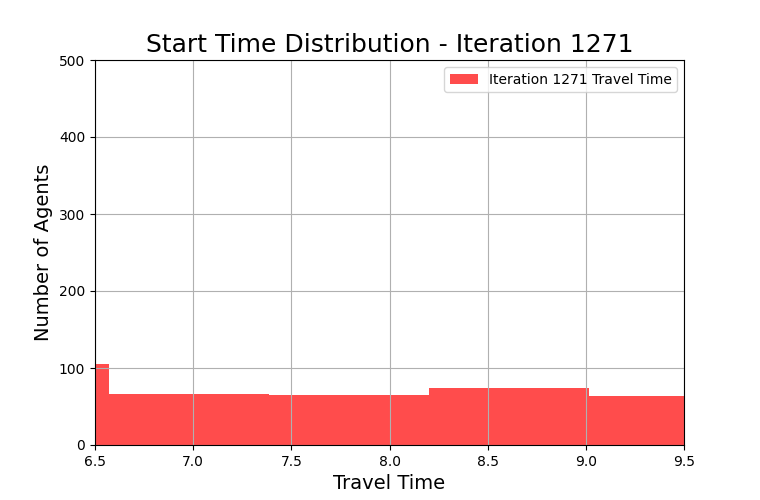 Start Time Distribution - Iteration 1271
Iteration 1271 Travel Time
Number of Agents
500
400
300
200
100
0
6.5 7.0 7.5 8.0 8.5 9.0 9.5
Travel Time